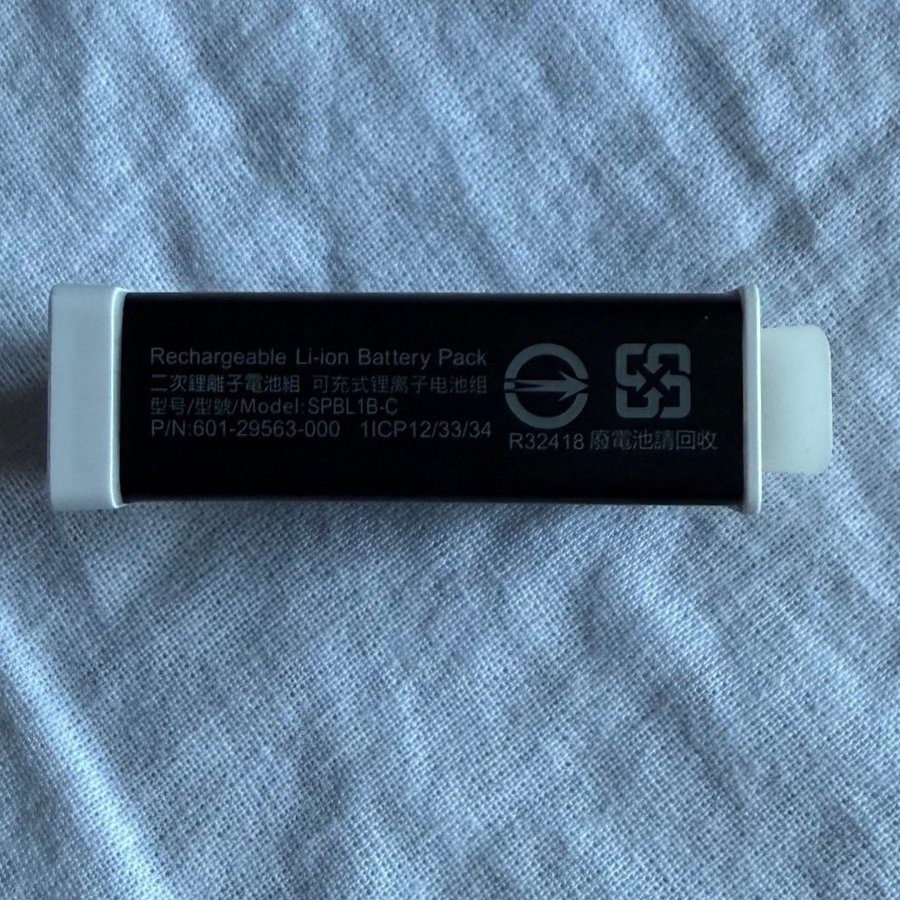 Rechargeable Li-ion Battery Pack
二次鋰離子電池組 可充式锂离子电池组
型号/型號/Model:SPBL1B-C
P/N:601-29563-000 1ICP12/33/34
R32418 廢電池請回收